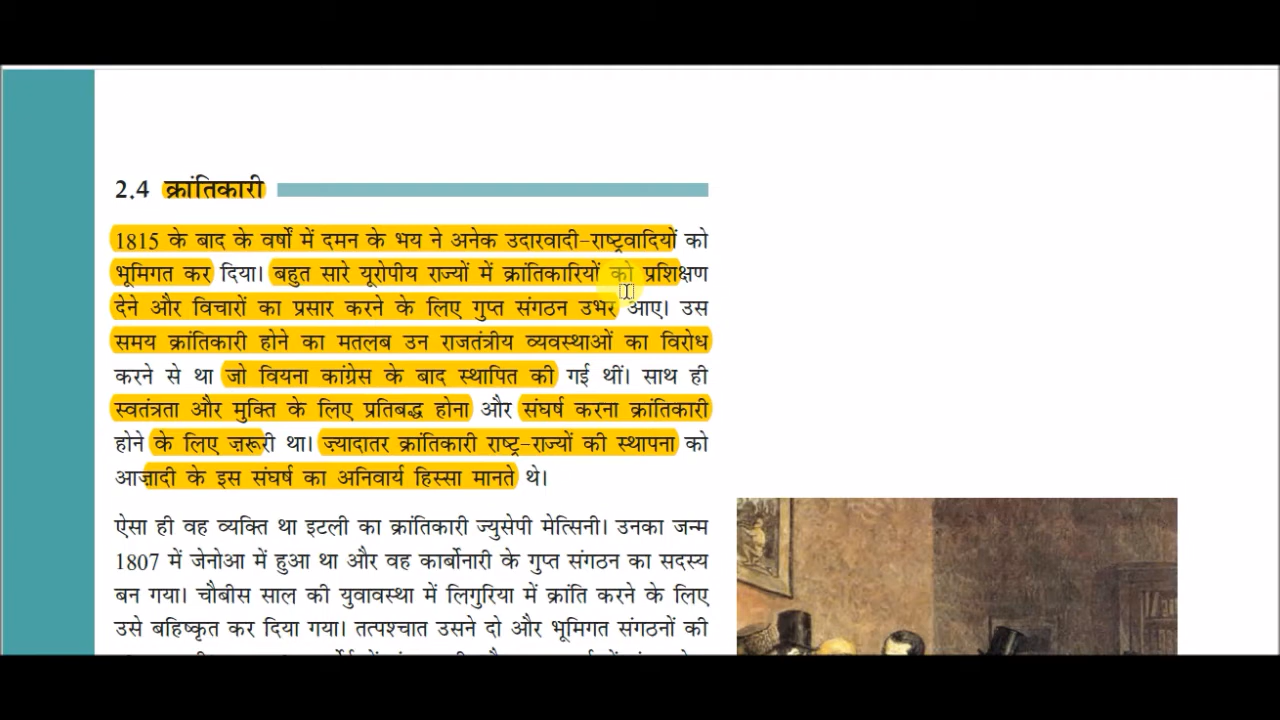 2.4 क्रांतिकारी
1815 के बाद के वर्षों में दमन के भय ने अनेक उदारवादी-राष्ट्रवादियों को
भूमिगत कर दिया। बहुत सारे यूरोपीय राज्यों में क्रांतिकारियों को प्रशिक्षण
देने और विचारों का प्रसार करने के लिए गुप्त संगठन उभर आए। उस
समय क्रांतिकारी होने का मतलब उन राजतंत्रीय व्यवस्थाओं का विरोध
करने से था जो वियना कांग्रेस के बाद स्थापित की गई थीं। साथ ही
स्वतंत्रता और मुक्ति के लिए प्रतिबद्ध होना और संघर्ष करना क्रांतिकारी
होने के लिए ज़रूरी था। ज़्यादातर क्रांतिकारी राष्ट्र-राज्यों की स्थापना को
आज़ादी के इस संघर्ष का अनिवार्य हिस्सा मानते थे।
ऐसा ही वह व्यक्ति था इटली का क्रांतिकारी ज्युसेपी मेत्सिनी। उनका जन्म
1807 में जेनोआ में हुआ था और वह कार्बोनारी के गुप्त संगठन का सदस्य
बन गया। चौबीस साल की युवावस्था में लिगुरिया में क्रांति करने के लिए
उसे बहिष्कृत कर दिया गया। तत्पश्चात उसने दो और भूमिगत संगठनों की